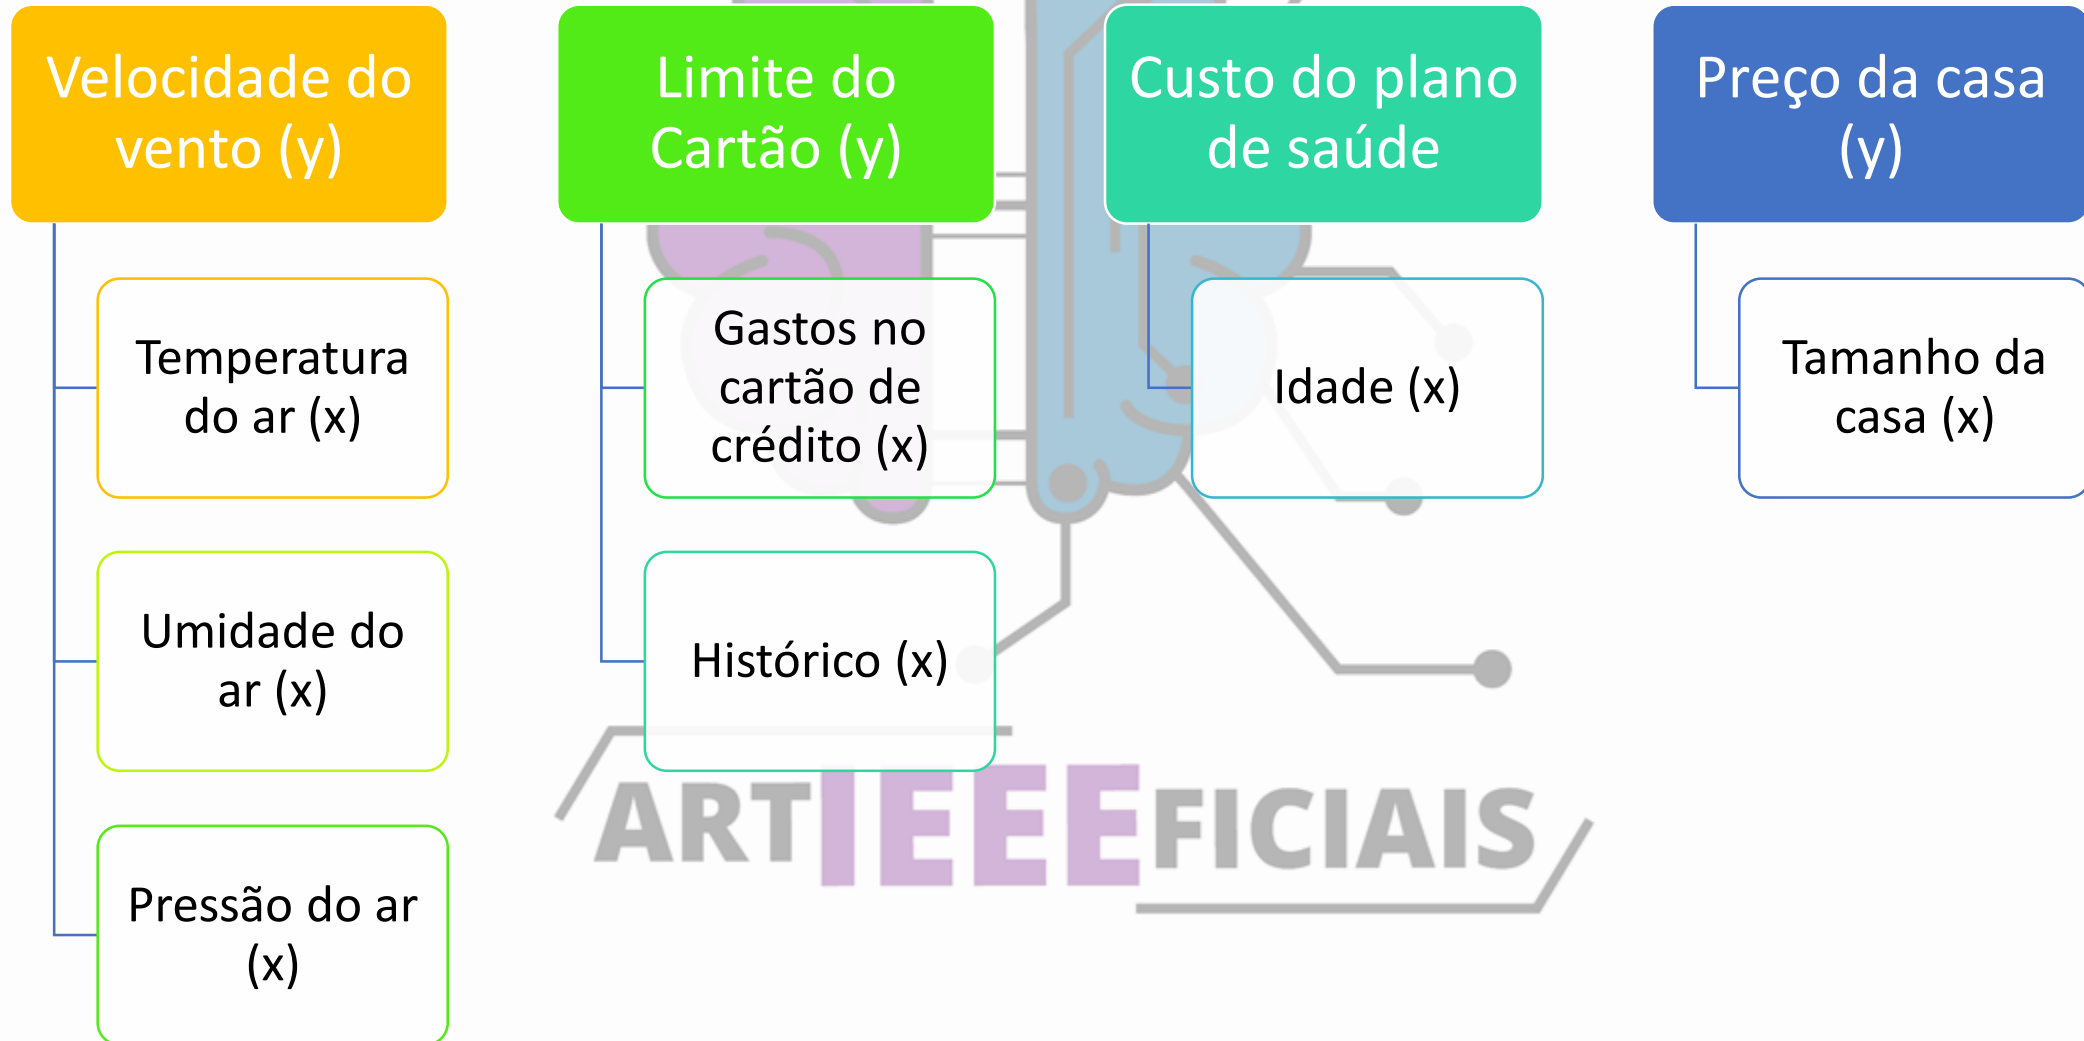 Velocidade do
vento (y)
Temperatura
do ar (x)
Umidade do
ar (x)
Pressão do ar
(x)
Limite do
Cartão (y)
Gastos no
cartão de
crédito (x)
Histórico (x)
Custo do plano
de saúde
Idade (x)
Preço da casa
(y)
Tamanho da
casa (x)
ARTIEEEFICIAIS